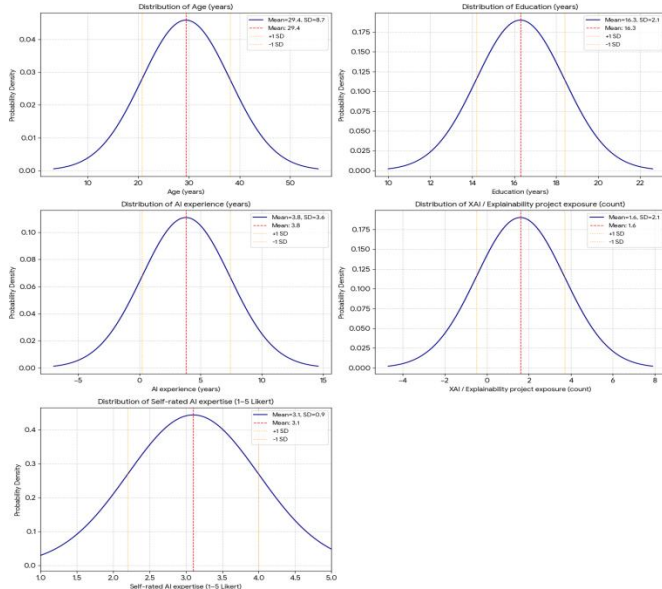 Distribution of Age (years)
Mean=29.4, SD=8.7
Mean: 29.4
+1 SD
-1 SD
Probability Density
0.04
0.03
0.02
0.01
0.00
10 20 30 40 50
Age (years)
Distribution of Education (years)
Mean=16.3, SD=2.1
Mean: 16.3
+1 SD
-1 SD
Probability Density
0.175
0.150
0.125
0.100
0.075
0.050
0.025
0.000
10 12 14 16 18 20 22
Education (years)
Distribution of AI experience (years)
Mean=3.8, SD=3.6
Mean: 3.8
+1 SD
-1 SD
Probability Density
0.10
0.08
0.06
0.04
0.02
0.00
-5 0 5 10 15
AI experience (years)
Distribution of XAI / Explainability project exposure (count)
Mean=1.6, SD=2.1
Mean: 1.6
+1 SD
-1 SD
Probability Density
0.175
0.150
0.125
0.100
0.075
0.050
0.025
0.000
-4 -2 0 2 4 6 8
XAI / Explainability project exposure (count)
Distribution of Self-rated AI expertise (1–5 Likert)
Mean=3.1, SD=0.9
Mean: 3.1
+1 SD
-1 SD
Probability Density
0.4
0.3
0.2
0.1
0.0
1.0 1.5 2.0 2.5 3.0 3.5 4.0 4.5 5.0
Self-rated AI expertise (1–5 Likert)